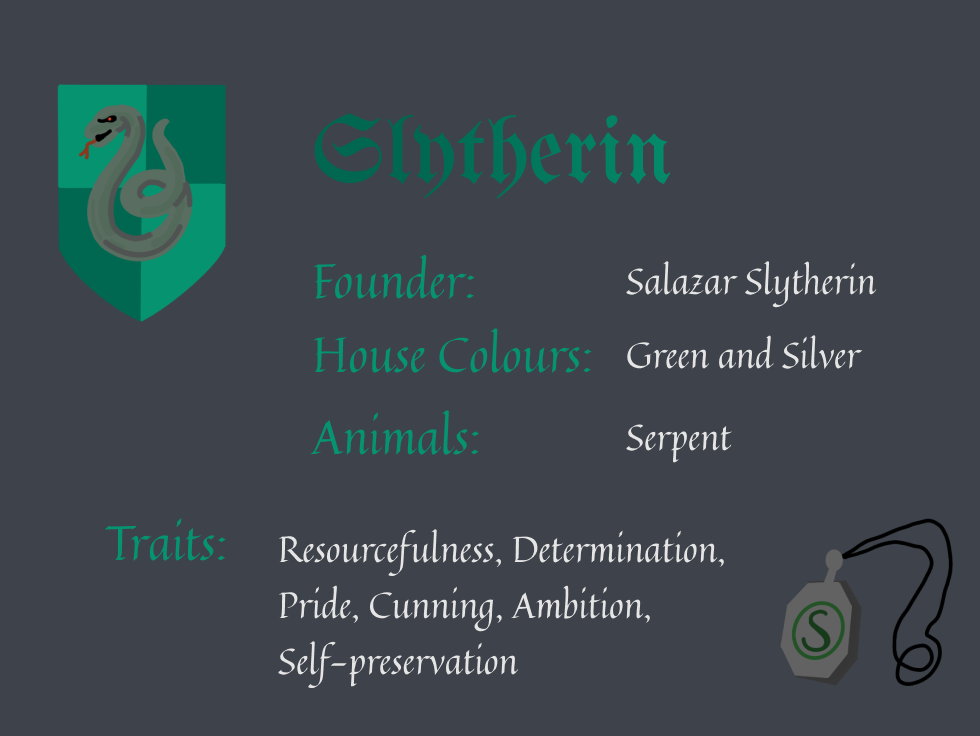 Slytherin
Founder: Salazar Slytherin
House Colours: Green and Silver
Animals: Serpent
Traits: Resourcefulness, Determination,
Pride, Cunning, Ambition,
Self-preservation
S